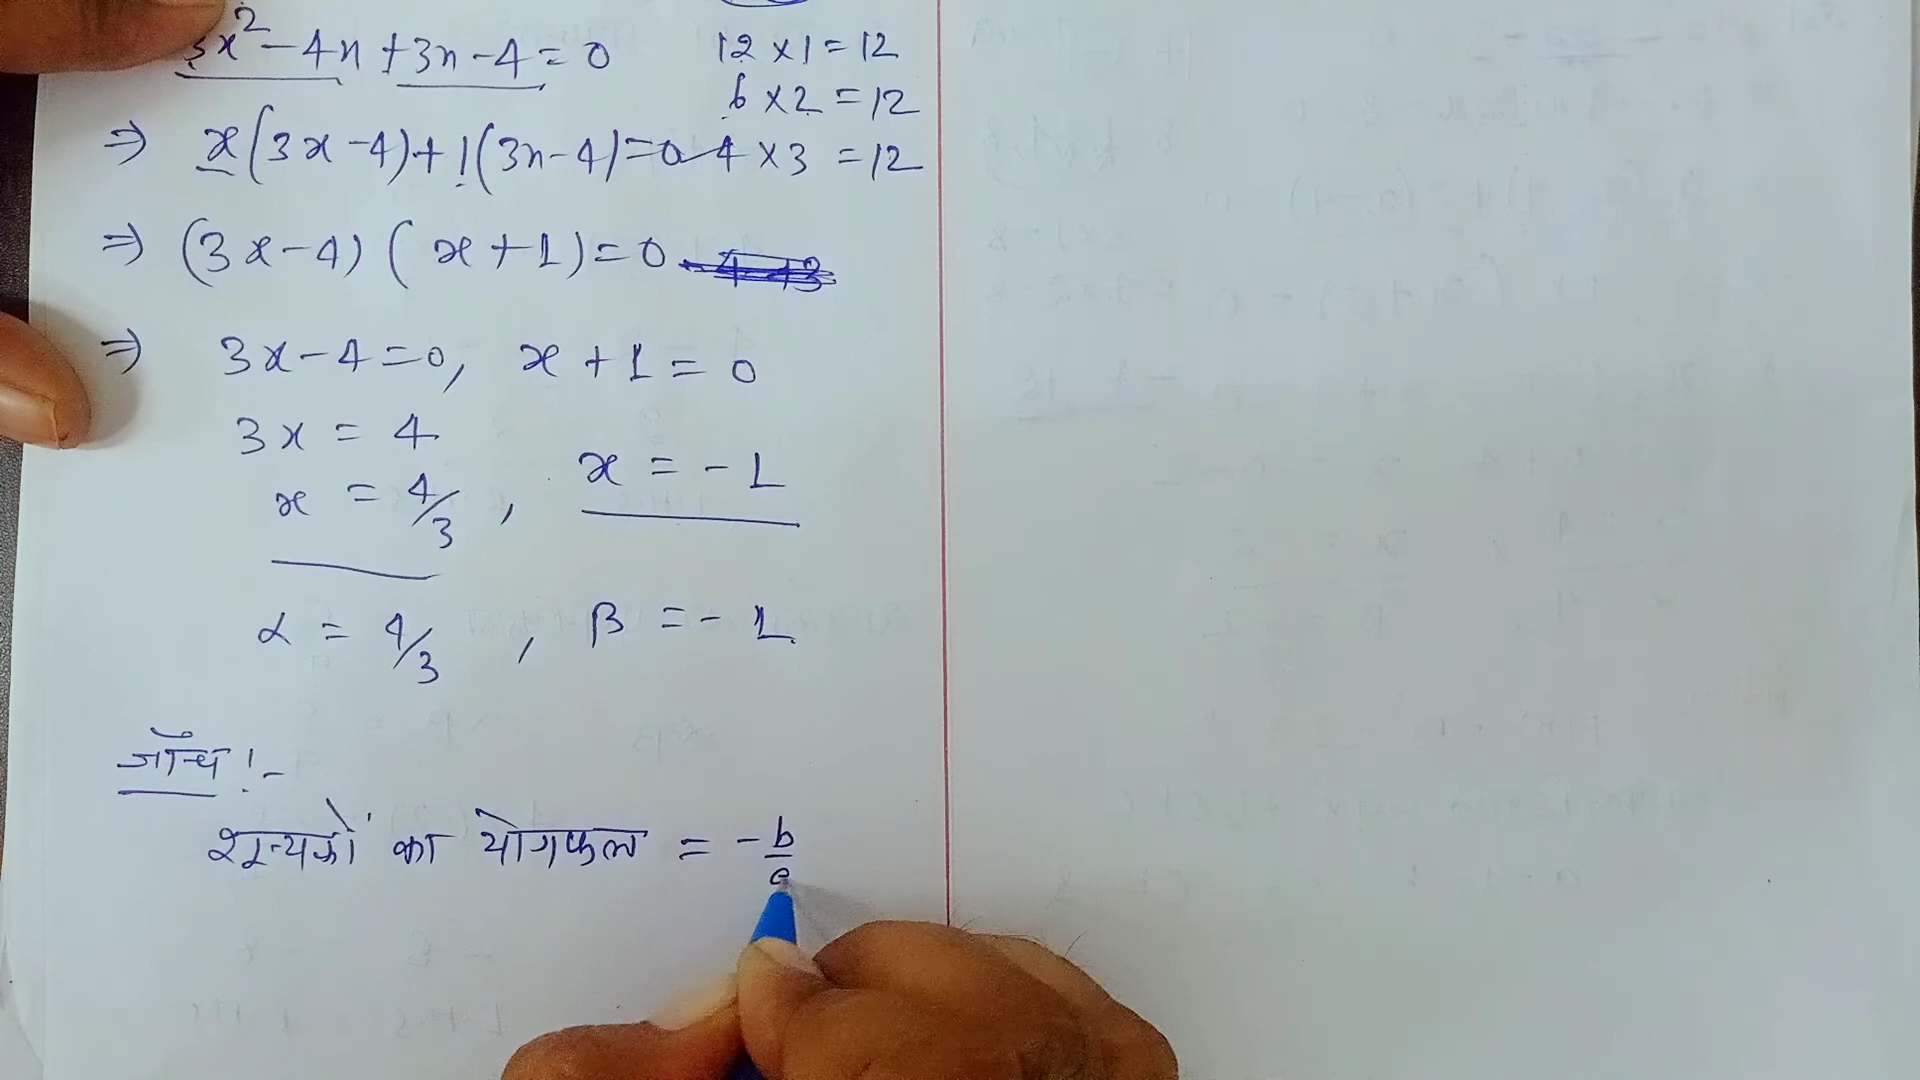 3x² - 4x + 3x - 4 = 0
12 × 1 = 12
6 × 2 = 12
⇒ x(3x - 4) + 1(3x - 4) = 0
4 × 3 = 12
⇒ (3x - 4) (x + 1) = 0
⇒ 3x - 4 = 0, x + 1 = 0
3x = 4
x = 4/3 , x = - 1
α = 4/3 , β = - 1
जाँच :-
शून्यकों का योगफल = - b/a